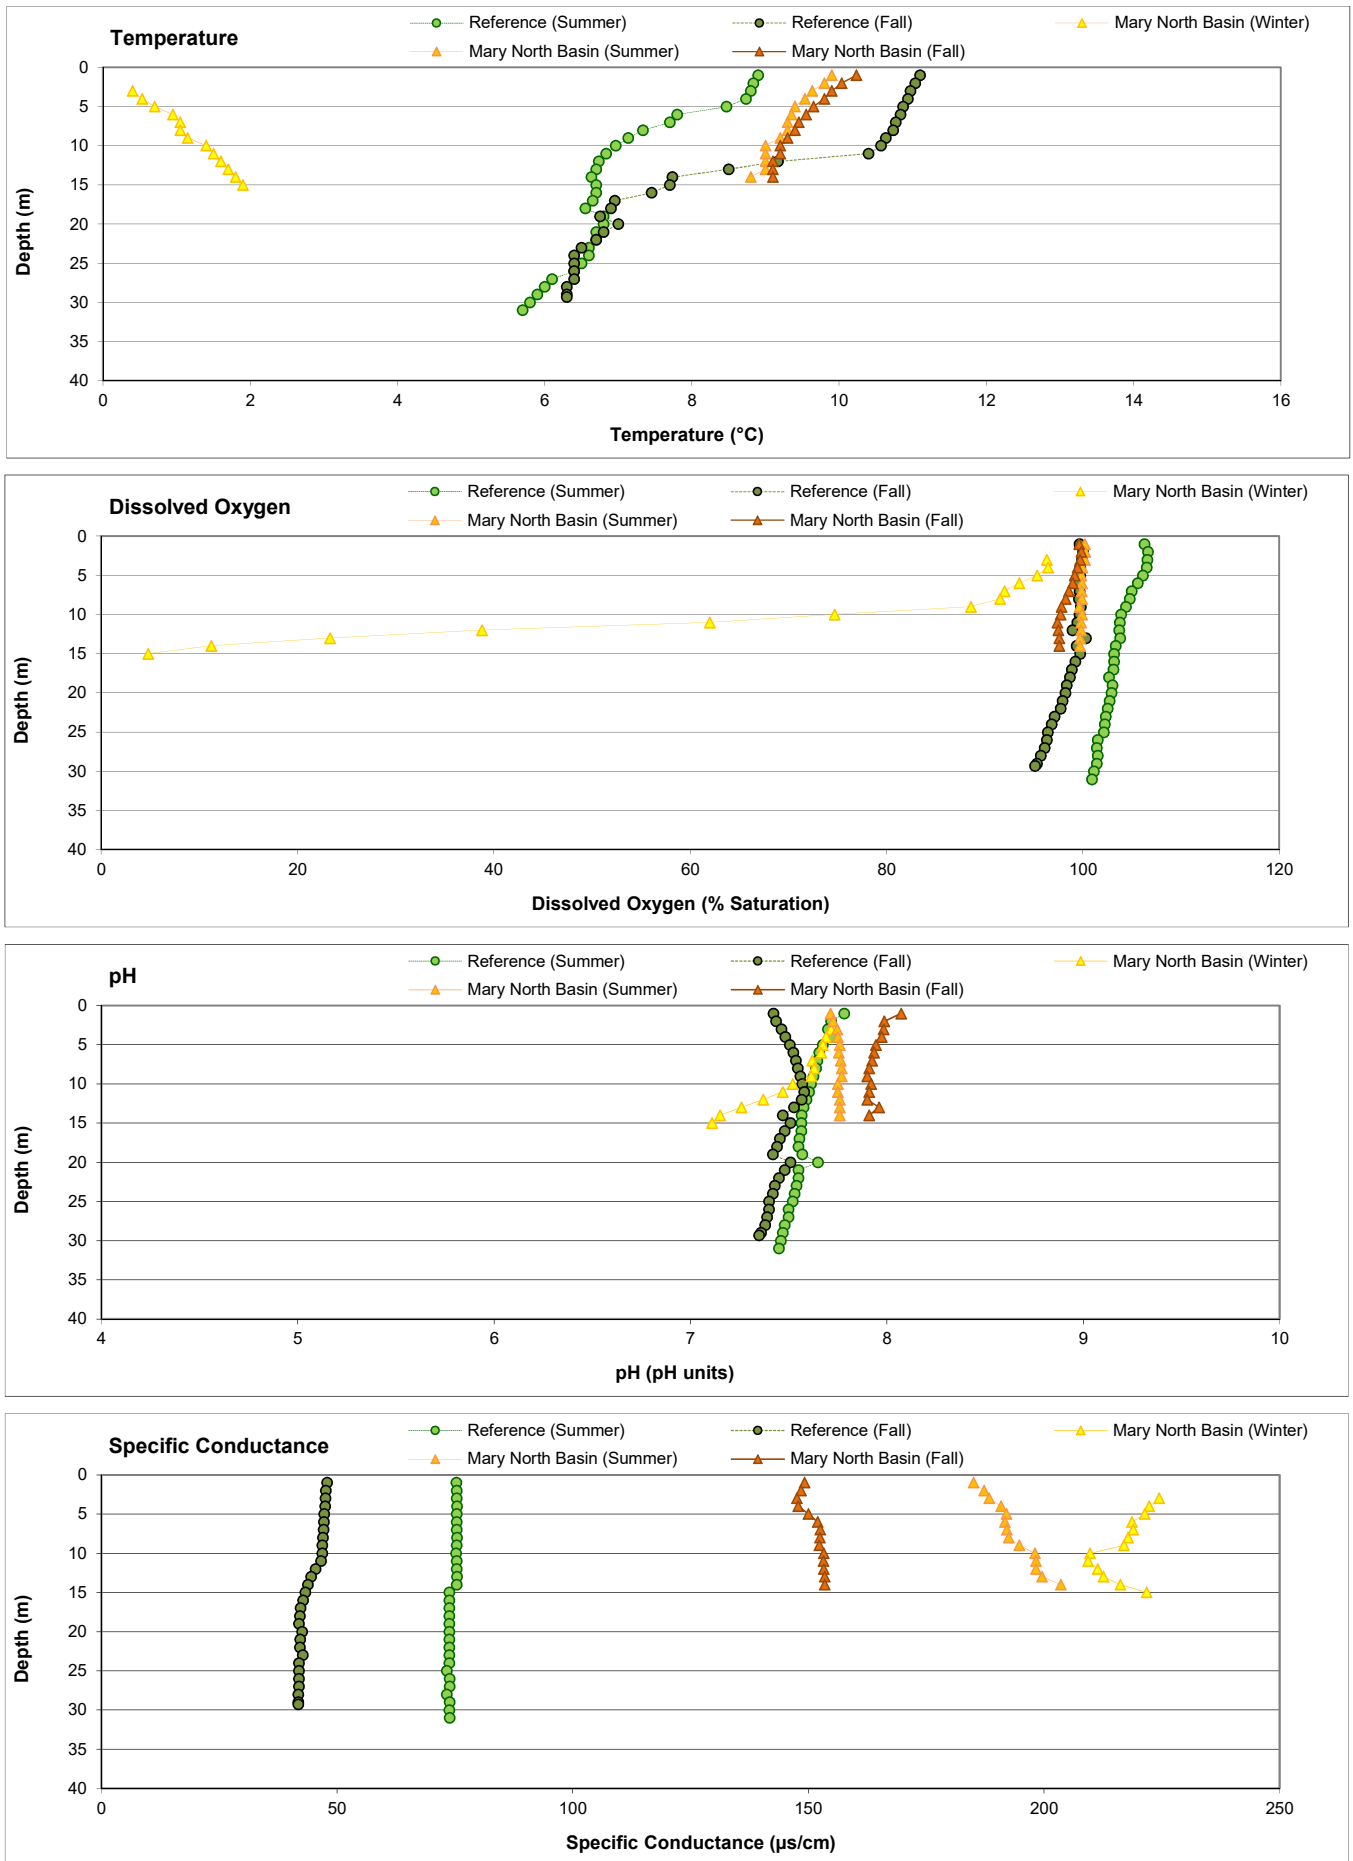 Temperature
Reference (Summer) Reference (Fall) Mary North Basin (Winter)
Mary North Basin (Summer) Mary North Basin (Fall)
Depth (m)
0
5
10
15
20
25
30
35
40
0 2 4 6 8 10 12 14 16
Temperature (°C)
Dissolved Oxygen
Reference (Summer) Reference (Fall) Mary North Basin (Winter)
Mary North Basin (Summer) Mary North Basin (Fall)
Depth (m)
0
5
10
15
20
25
30
35
40
0 20 40 60 80 100 120
Dissolved Oxygen (% Saturation)
pH
Reference (Summer) Reference (Fall) Mary North Basin (Winter)
Mary North Basin (Summer) Mary North Basin (Fall)
Depth (m)
0
5
10
15
20
25
30
35
40
4 5 6 7 8 9 10
pH (pH units)
Specific Conductance
Reference (Summer) Reference (Fall) Mary North Basin (Winter)
Mary North Basin (Summer) Mary North Basin (Fall)
Depth (m)
0
5
10
15
20
25
30
35
40
0 50 100 150 200 250
Specific Conductance (µs/cm)